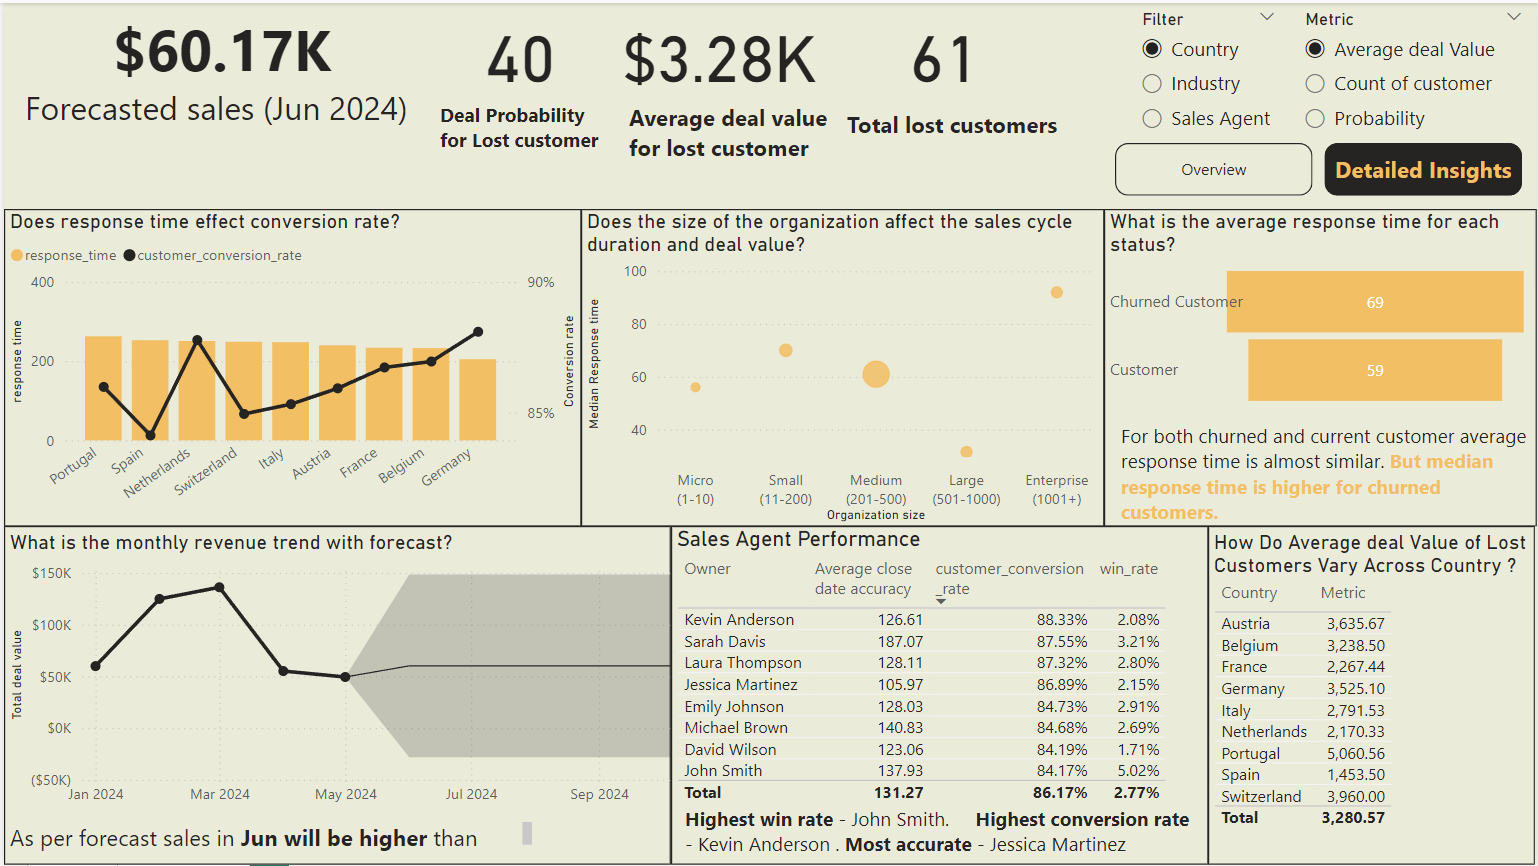 $60.17K
Forecasted sales (Jun 2024)
40
Deal Probability
for Lost customer
$3.28K
Average deal value
for lost customer
61
Total lost customers
Filter
Country
Industry
Sales Agent
Metric
Average deal Value
Count of customer
Probability
Overview
Detailed Insights
Does response time effect conversion rate?
response_time customer_conversion_rate
400
200
0
response time
90%
85%
Conversion rate
Portugal
Spain
Netherlands
Switzerland
Italy
Austria
France
Belgium
Germany
Does the size of the organization affect the sales cycle
duration and deal value?
100
80
60
40
Median Response time
Micro
(1-10)
Small
(11-200)
Medium
(201-500)
Large
(501-1000)
Enterprise
(1001+)
Organization size
What is the average response time for each
status?
Churned Customer
69
Customer
59
For both churned and current customer average
response time is almost similar. But median
response time is higher for churned
customers.
What is the monthly revenue trend with forecast?
$150K
$100K
$50K
$0K
($50K)
Total deal value
Jan 2024
Mar 2024
May 2024
Jul 2024
Sep 2024
As per forecast sales in Jun will be higher than
Sales Agent Performance
Owner
Average close
date accuracy
customer_conversion
_rate
win_rate
Kevin Anderson 126.61 88.33% 2.08%
Sarah Davis 187.07 87.55% 3.21%
Laura Thompson 128.11 87.32% 2.80%
Jessica Martinez 105.97 86.89% 2.15%
Emily Johnson 128.03 84.73% 2.91%
Michael Brown 140.83 84.68% 2.69%
David Wilson 123.06 84.19% 1.71%
John Smith 137.93 84.17% 5.02%
Total 131.27 86.17% 2.77%
Highest win rate - John Smith. Highest conversion rate
- Kevin Anderson . Most accurate - Jessica Martinez
How Do Average deal Value of Lost
Customers Vary Across Country ?
Country Metric
Austria 3,635.67
Belgium 3,238.50
France 2,267.44
Germany 3,525.10
Italy 2,791.53
Netherlands 2,170.33
Portugal 5,060.56
Spain 1,453.50
Switzerland 3,960.00
Total 3,280.57